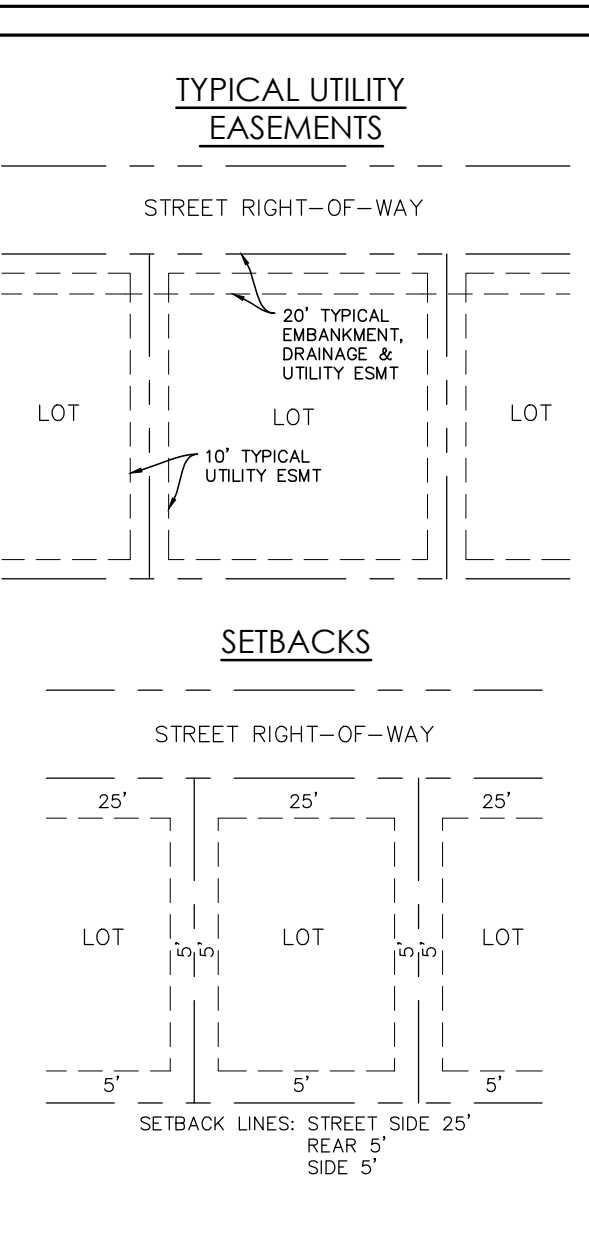 TYPICAL UTILITY
EASEMENTS
STREET RIGHT-OF-WAY
20' TYPICAL
EMBANKMENT,
DRAINAGE &
UTILITY ESMT
LOT
LOT
LOT
10' TYPICAL
UTILITY ESMT
SETBACKS
STREET RIGHT-OF-WAY
25'
25'
25'
LOT
LOT
LOT
5'
5'
5'
5'
5'
5'
5'
SETBACK LINES: STREET SIDE 25'
REAR 5'
SIDE 5'